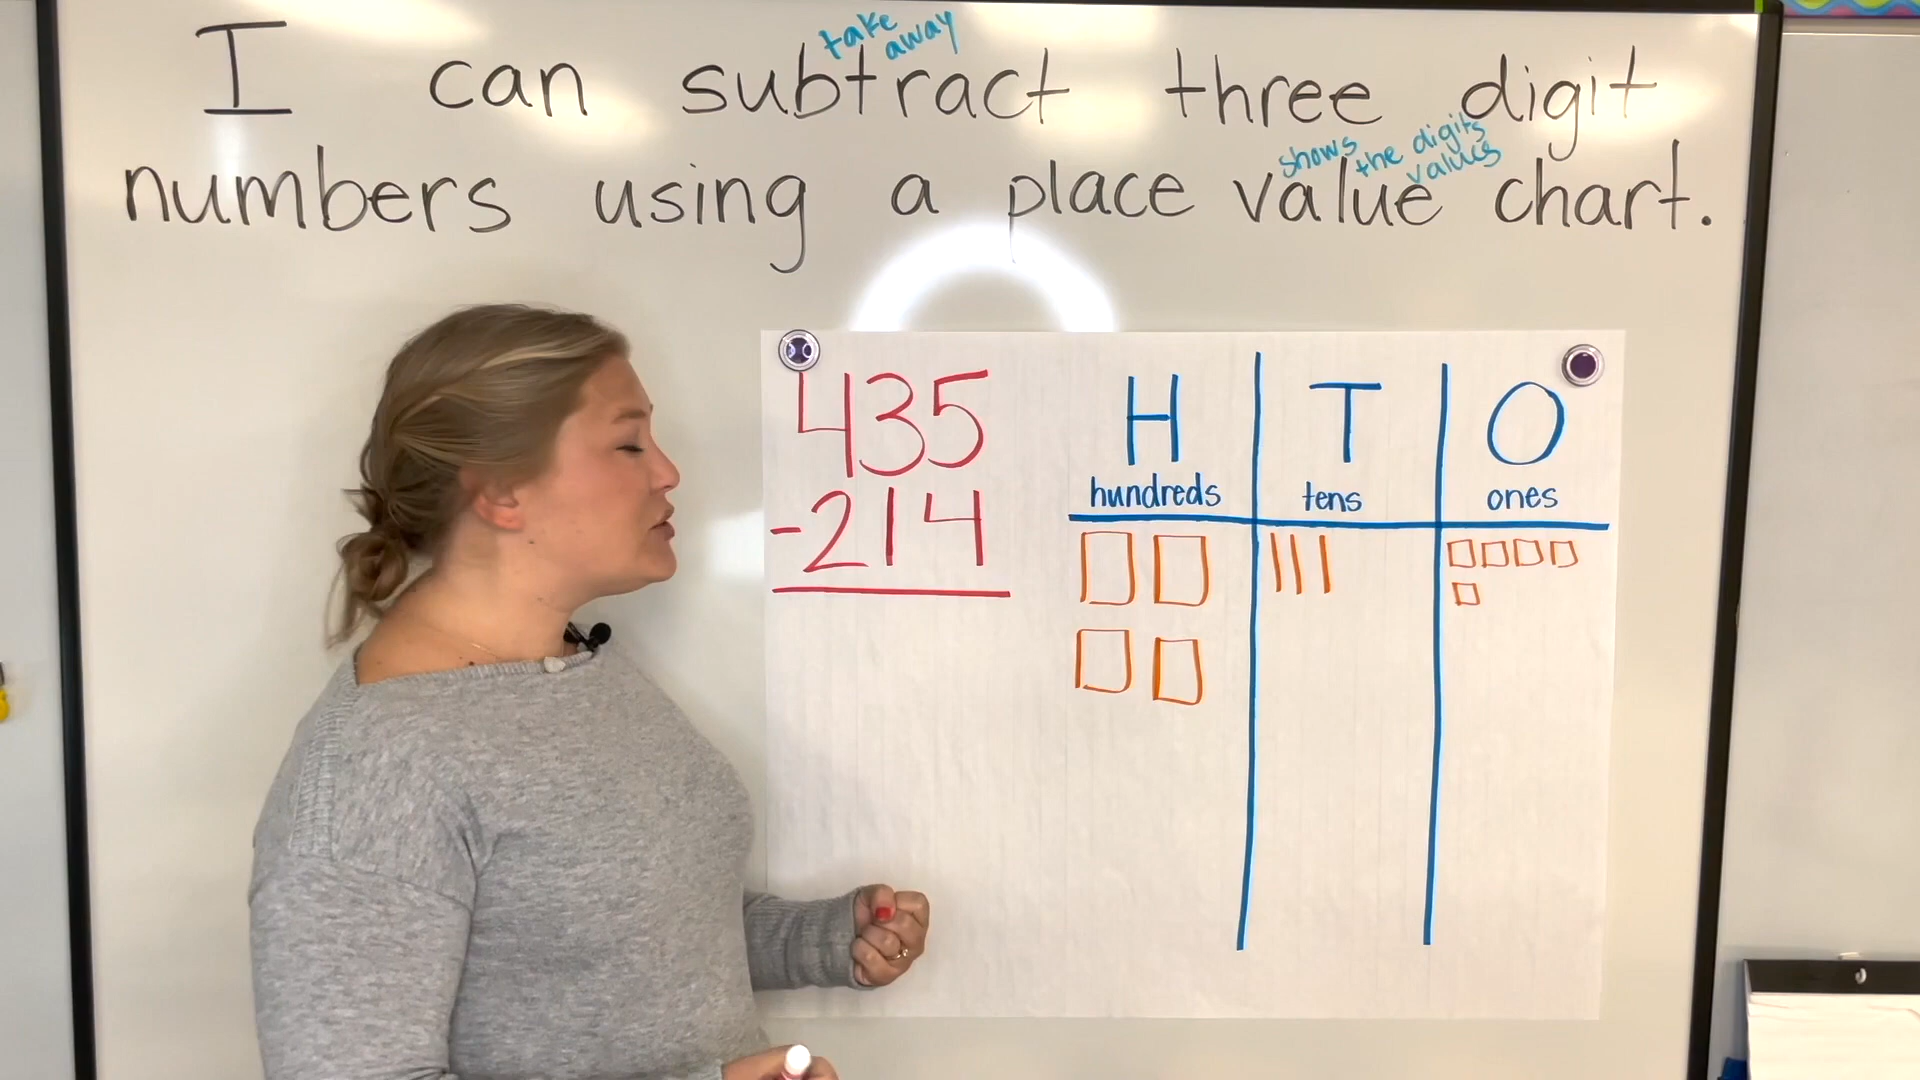 take
away
I can subtract three digit
shows the digits
values
numbers using a place value chart.
435
-214
H T O
hundreds tens ones